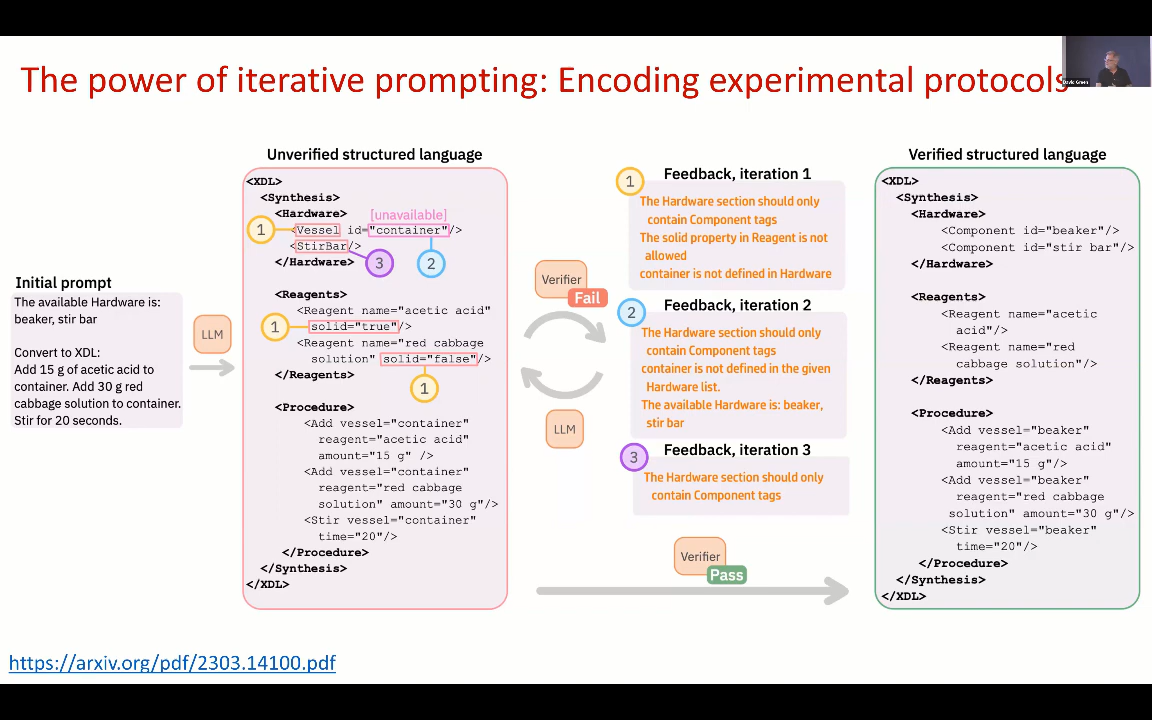 The power of iterative prompting: Encoding experimental protocols
David Green
Initial prompt
The available Hardware is:
beaker, stir bar
Convert to XDL:
Add 15 g of acetic acid to
container. Add 30 g red
cabbage solution to container.
Stir for 20 seconds.
LLM
Unverified structured language
<XDL>
<Synthesis>
<Hardware>
[unavailable]
1
<Vessel id="container"/>
<StirBar/>
</Hardware>
3
2
<Reagents>
<Reagent name="acetic acid"
1
solid="true"/>
<Reagent name="red cabbage
solution" solid="false"/>
</Reagents>
1
<Procedure>
<Add vessel="container"
reagent="acetic acid"
amount="15 g" />
<Add vessel="container"
reagent="red cabbage
solution" amount="30 g"/>
<Stir vessel="container"
time="20"/>
</Procedure>
</Synthesis>
</XDL>
Verifier
Fail
LLM
1
Feedback, iteration 1
The Hardware section should only
contain Component tags
The solid property in Reagent is not
allowed
container is not defined in Hardware
2
Feedback, iteration 2
The Hardware section should only
contain Component tags
container is not defined in the given
Hardware list.
The available Hardware is: beaker,
stir bar
3
Feedback, iteration 3
The Hardware section should only
contain Component tags
Verifier
Pass
Verified structured language
<XDL>
<Synthesis>
<Hardware>
<Component id="beaker"/>
<Component id="stir bar"/>
</Hardware>
<Reagents>
<Reagent name="acetic
acid"/>
<Reagent name="red
cabbage solution"/>
</Reagents>
<Procedure>
<Add vessel="beaker"
reagent="acetic acid"
amount="15 g"/>
<Add vessel="beaker"
reagent="red cabbage
solution" amount="30 g"/>
<Stir vessel="beaker"
time="20"/>
</Procedure>
</Synthesis>
</XDL>
https://arxiv.org/pdf/2303.14100.pdf